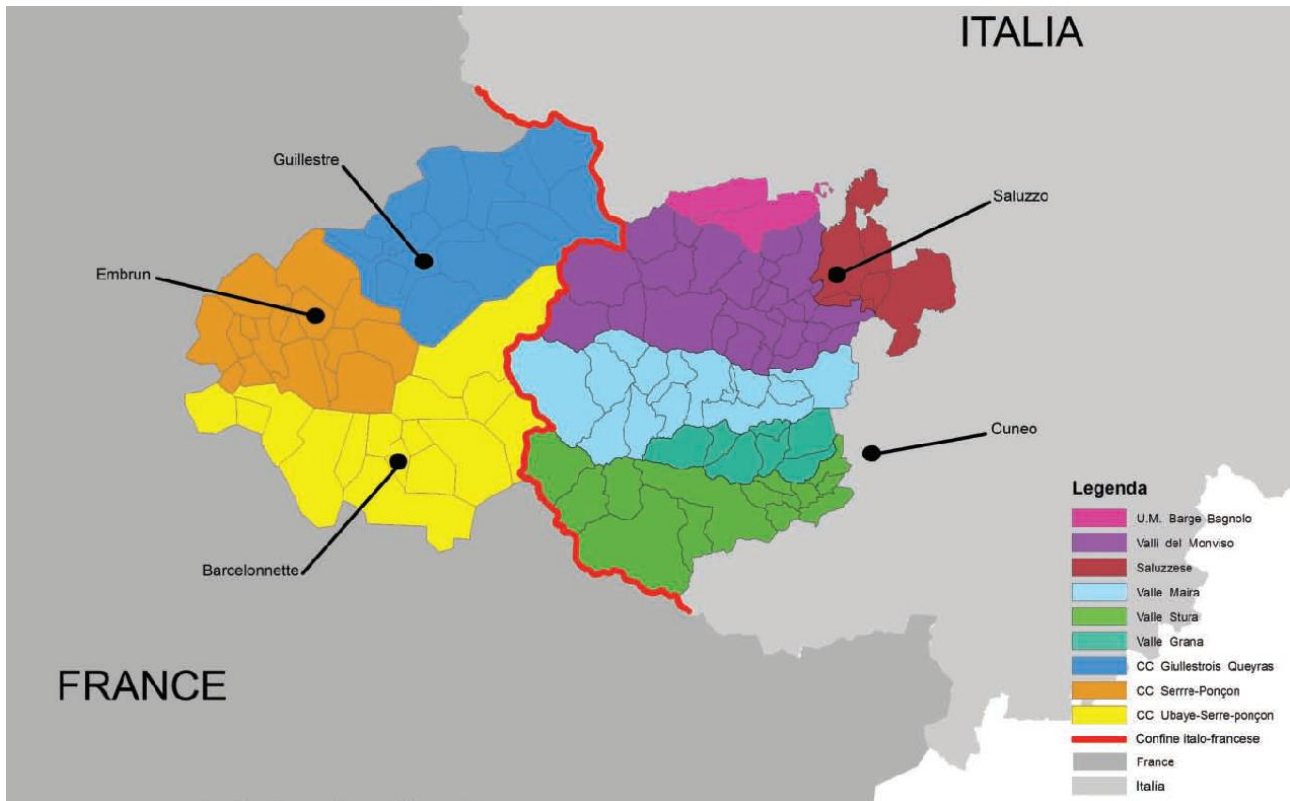 ITALIA
Guillestre
Saluzzo
Embrun
Cuneo
Barcelonnette
FRANCE
Legenda
U.M. Barge Bagnolo
Valli del Monviso
Saluzzese
Valle Maira
Valle Stura
Valle Grana
CC Giullestrois Queyras
CC Serrre-Ponçon
CC Ubaye-Serre-ponçon
Confine italo-francese
France
Italia